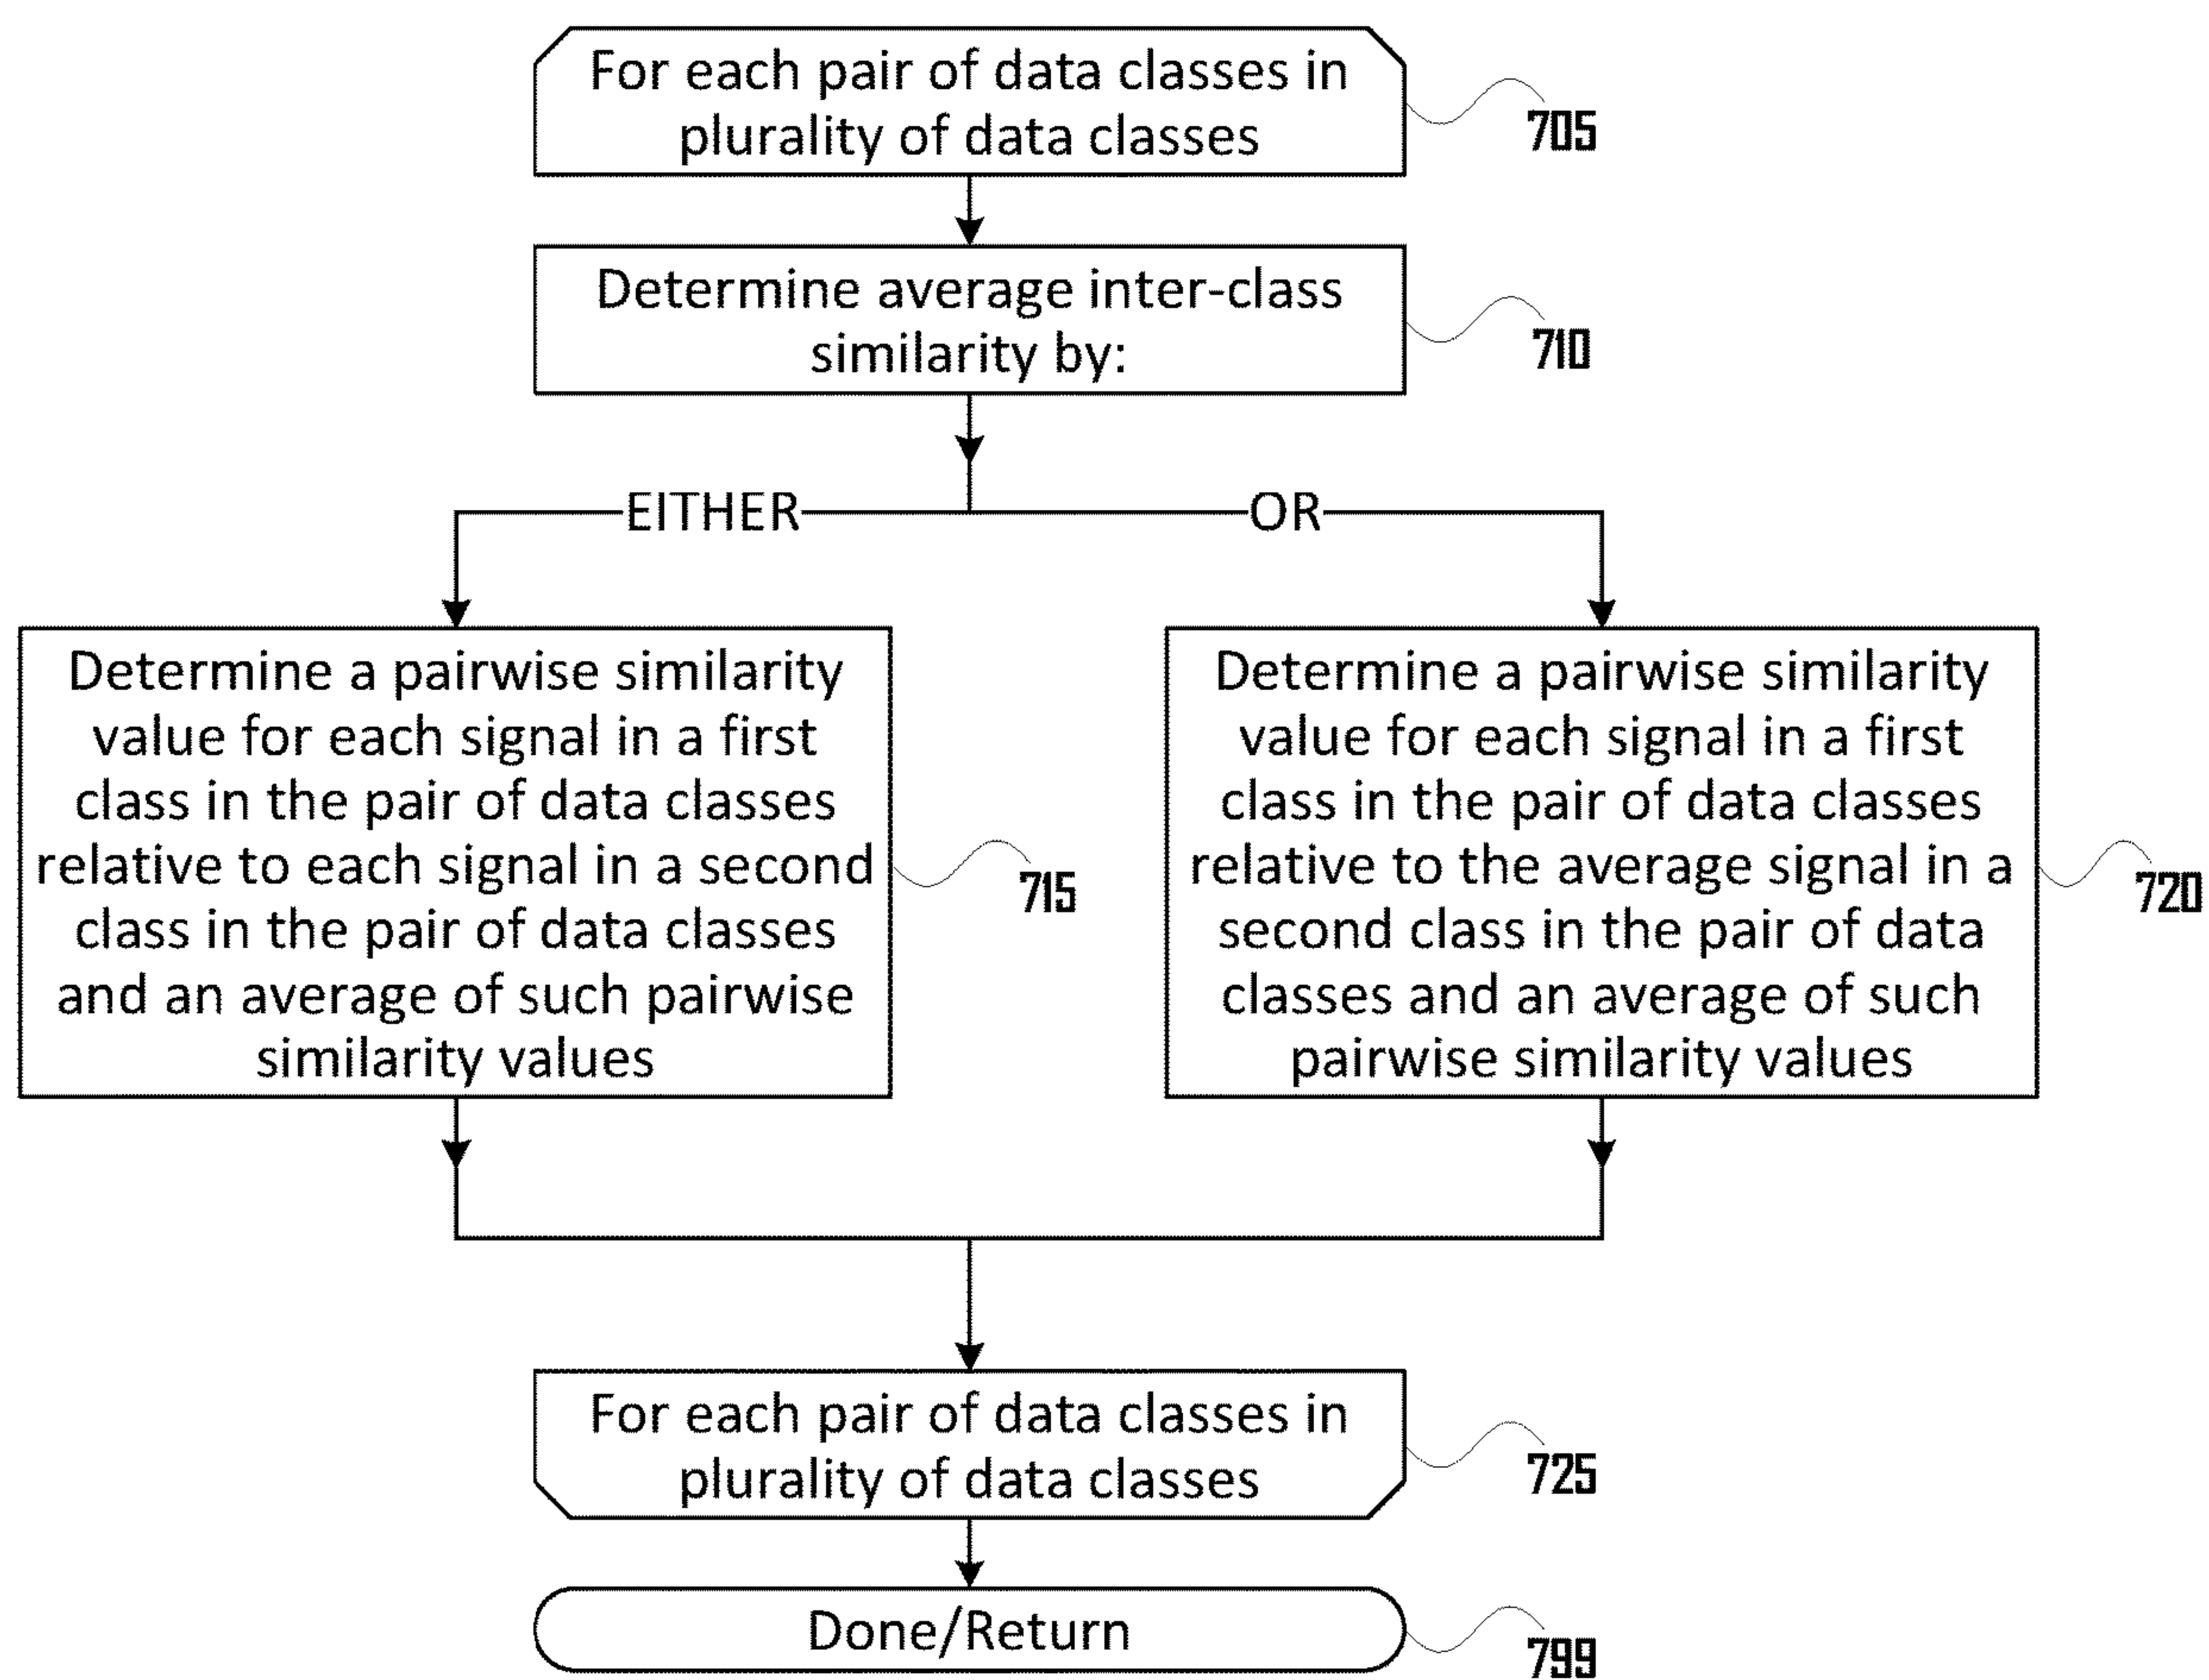 For each pair of data classes in
plurality of data classes
705
Determine average inter-class
similarity by:
710
EITHER
OR
Determine a pairwise similarity
value for each signal in a first
class in the pair of data classes
relative to each signal in a second
class in the pair of data classes
and an average of such pairwise
similarity values
715
Determine a pairwise similarity
value for each signal in a first
class in the pair of data classes
relative to the average signal in a
second class in the pair of data
classes and an average of such
pairwise similarity values
720
For each pair of data classes in
plurality of data classes
725
Done/Return
799